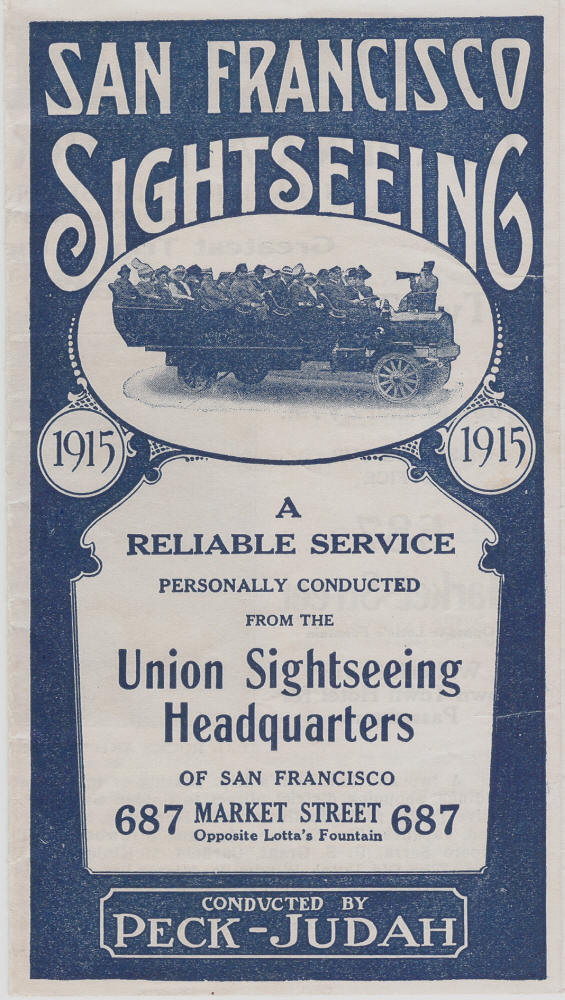 SAN FRANCISCO
SIGHTSEEING
1915 1915
A
RELIABLE SERVICE
PERSONALLY CONDUCTED
FROM THE
Union Sightseeing
Headquarters
OF SAN FRANCISCO
687 MARKET STREET 687
Opposite Lotta's Fountain
CONDVCTED BY
PECK-JUDAH